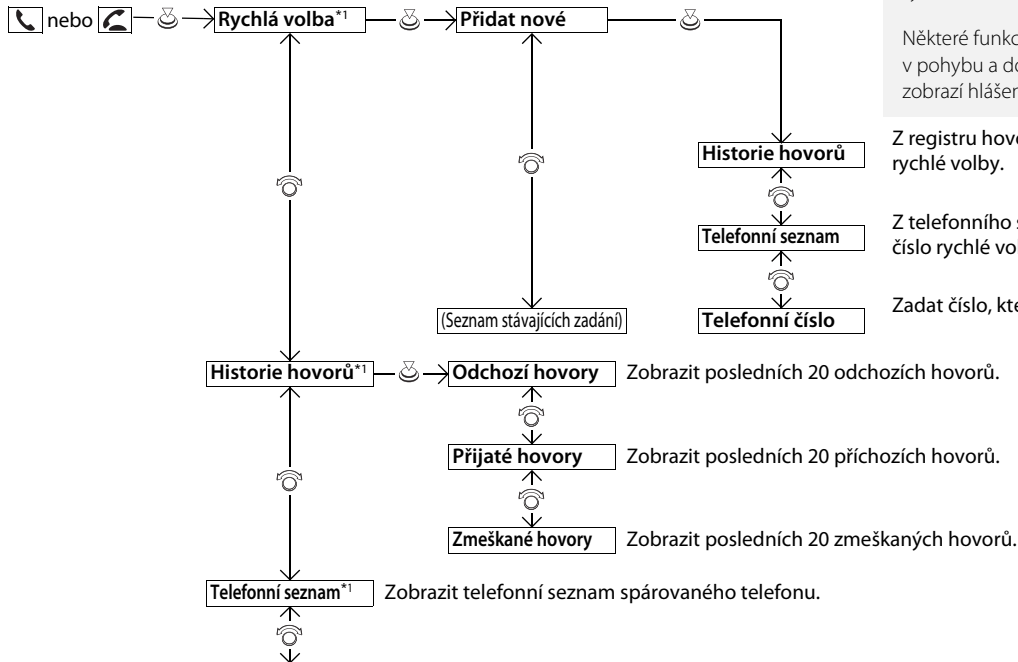 nebo Rychlá volba*1 Přidat nové
Některé funkc
v pohybu a do
zobrazí hlášen
Historie hovorů
Z registru hovo
rychlé volby.
Telefonní seznam
Z telefonního s
číslo rychlé vol
Telefonní číslo
Zadat číslo, kte
(Seznam stávajících zadání)
Historie hovorů*1
Odchozí hovory Zobrazit posledních 20 odchozích hovorů.
Přijaté hovory Zobrazit posledních 20 příchozích hovorů.
Zmeškané hovory Zobrazit posledních 20 zmeškaných hovorů.
Telefonní seznam*1 Zobrazit telefonní seznam spárovaného telefonu.